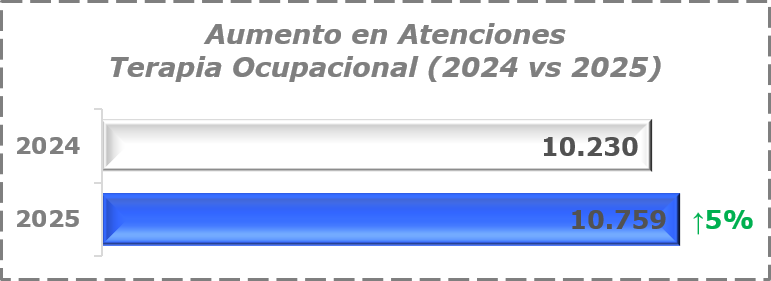 Aumento en Atenciones
Terapia Ocupacional (2024 vs 2025)
2024 10.230
2025 10.759 ↑5%